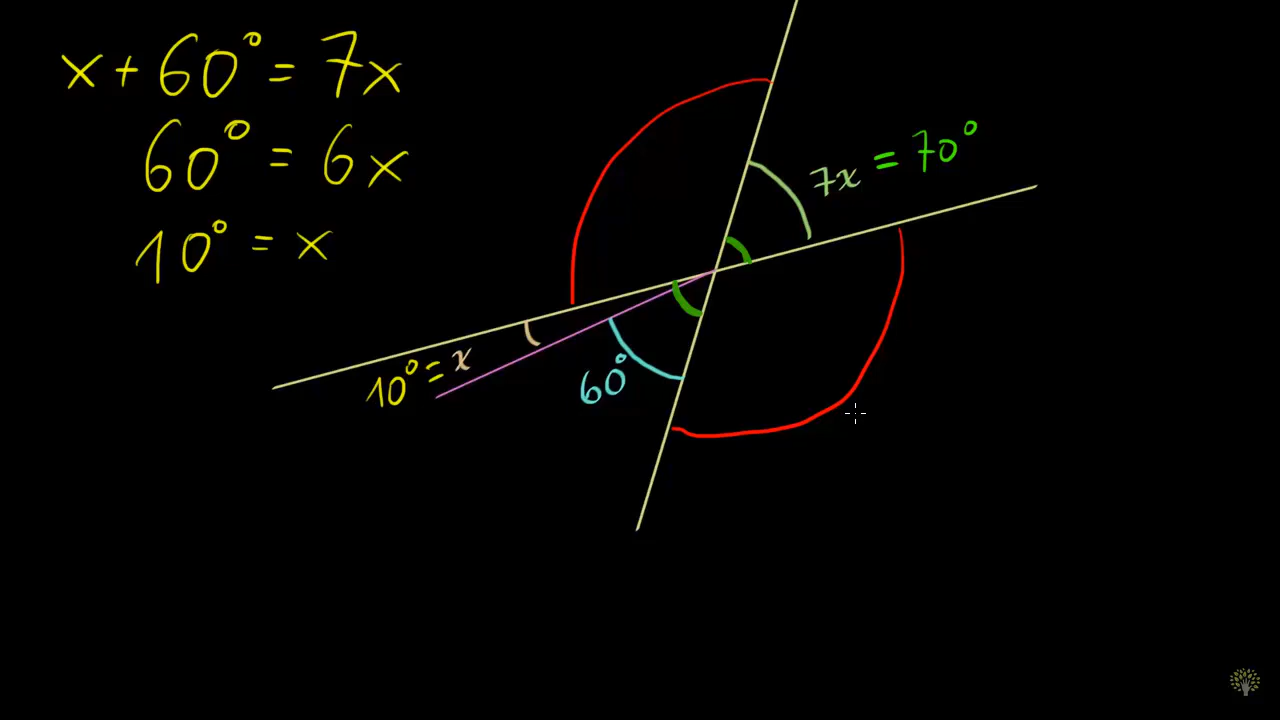 x + 60° = 7x
60° = 6x
10° = x
7x = 70°
10° = x
60°